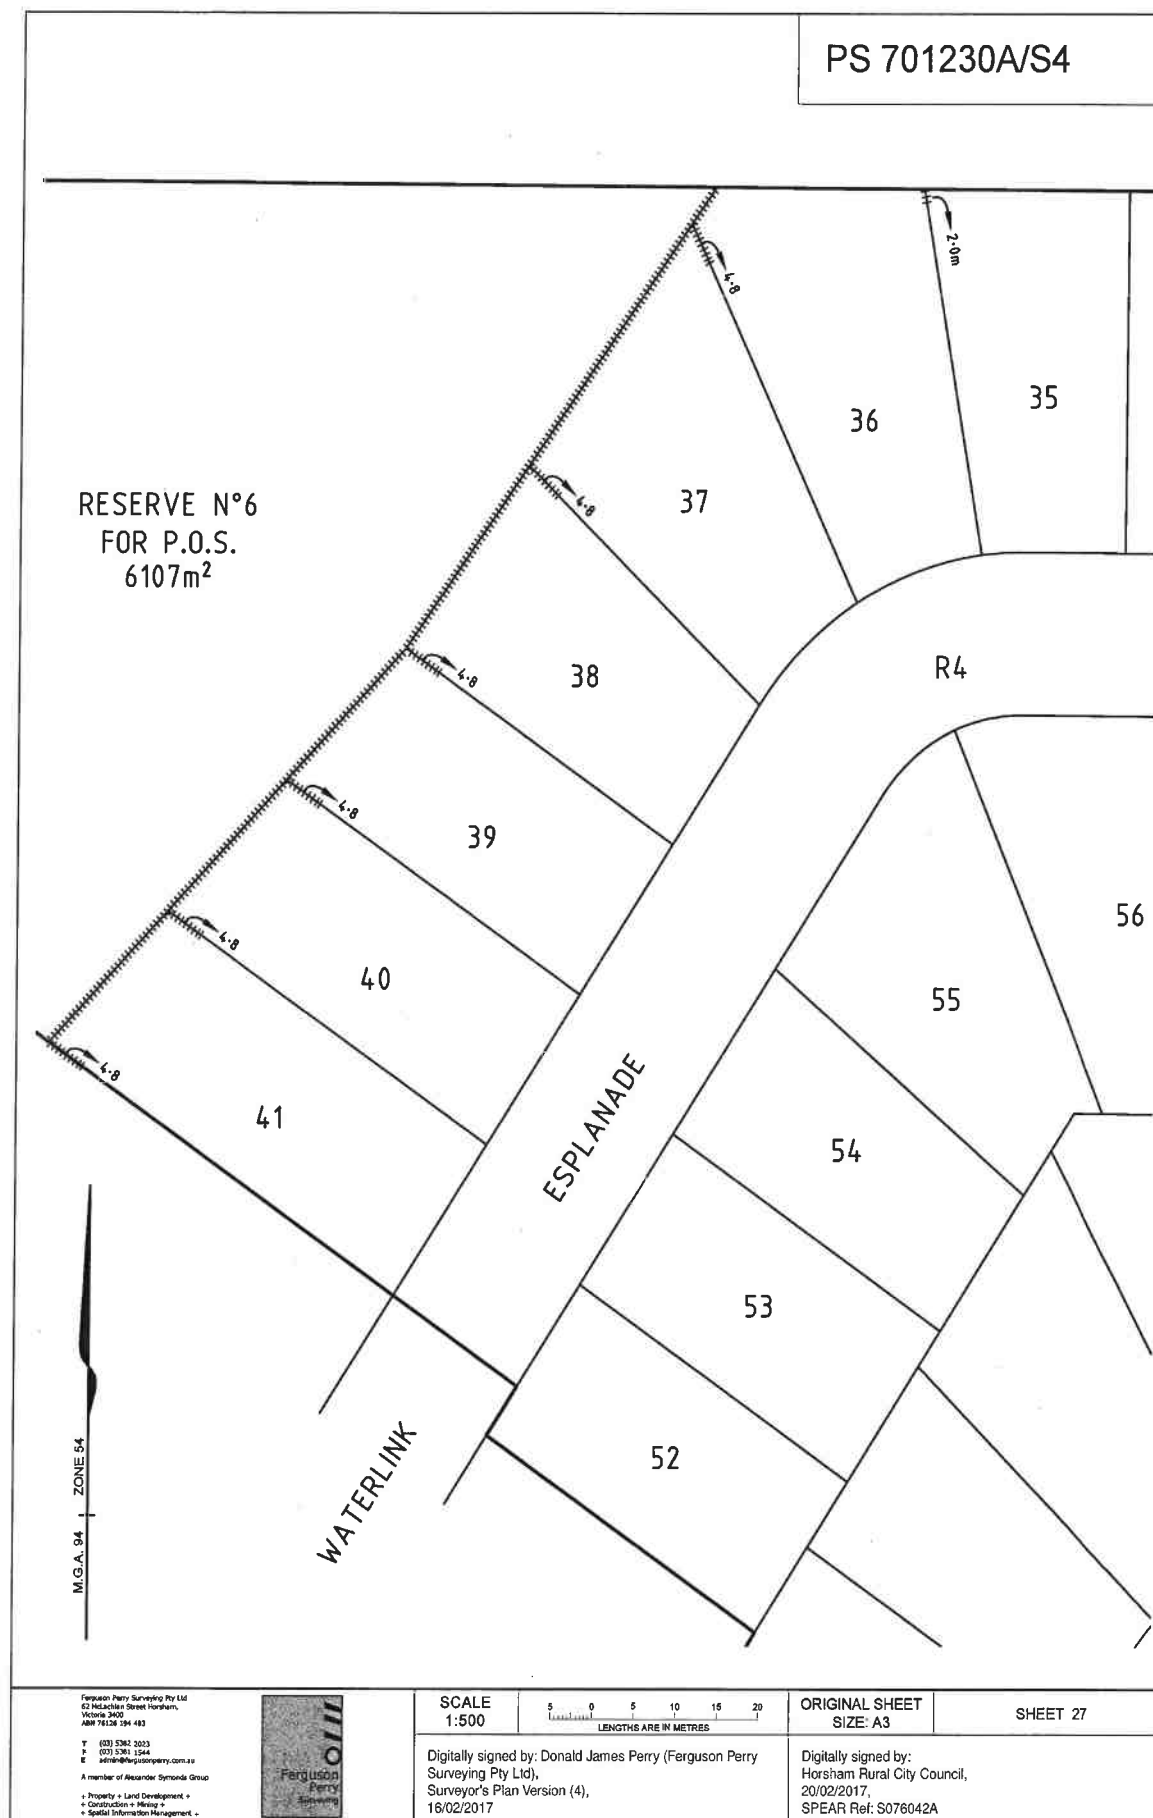 PS 701230A/S4
2·0m
4·8
35
36
37
4·8
RESERVE N°6
FOR P.O.S.
6107m²
38
R4
4·8
39
4·8
56
40
4·8
55
41
4·8
ESPLANADE
54
53
52
WATERLINK
M.G.A. 94 ZONE 54
Ferguson Perry Surveying Pty Ltd
62 McLachlan Street Horsham,
Victoria 3400
ABN 76126 194 483
T (03) 5382 2023
F (03) 5381 1544
E admin@fergusonperry.com.au
A member of Alexander Symonds Group
+ Property + Land Development +
+ Construction + Mining +
+ Spatial Information Management +
Ferguson
Perry
Surveying
SCALE
1:500
5 0 5 10 15 20
LENGTHS ARE IN METRES
ORIGINAL SHEET
SIZE: A3
SHEET 27
Digitally signed by: Donald James Perry (Ferguson Perry
Surveying Pty Ltd),
Surveyor's Plan Version (4),
16/02/2017
Digitally signed by:
Horsham Rural City Council,
20/02/2017,
SPEAR Ref: S076042A